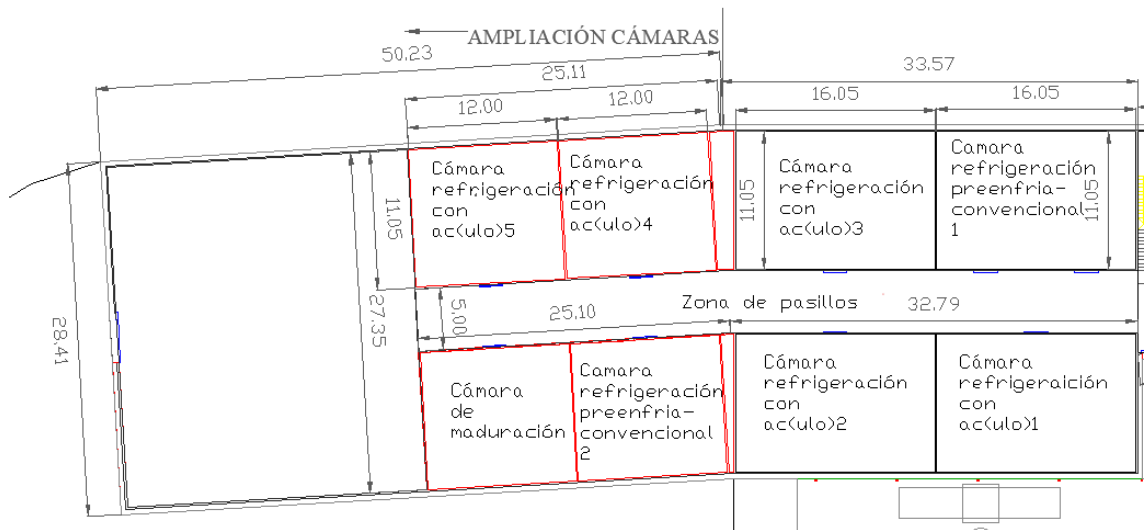 AMPLIACIÓN CÁMARAS
50.23
25.11
33.57
12.00
12.00
16.05
16.05
Cámara
refrigeración
con
ac(ulo)5
Cámara
refrigeración
con
ac(ulo)4
Cámara
refrigeración
con
ac(ulo)3
Camara
refrigeración
preenfria-
convencional
1
11.05
11.05
11.05
28.41
27.35
5.00
25.10
Zona de pasillos
32.79
Cámara
de
maduración
Camara
refrigeración
preenfria-
convencional
2
Cámara
refrigeración
con
ac(ulo)2
Cámara
refrigeraición
con
ac(ulo)1